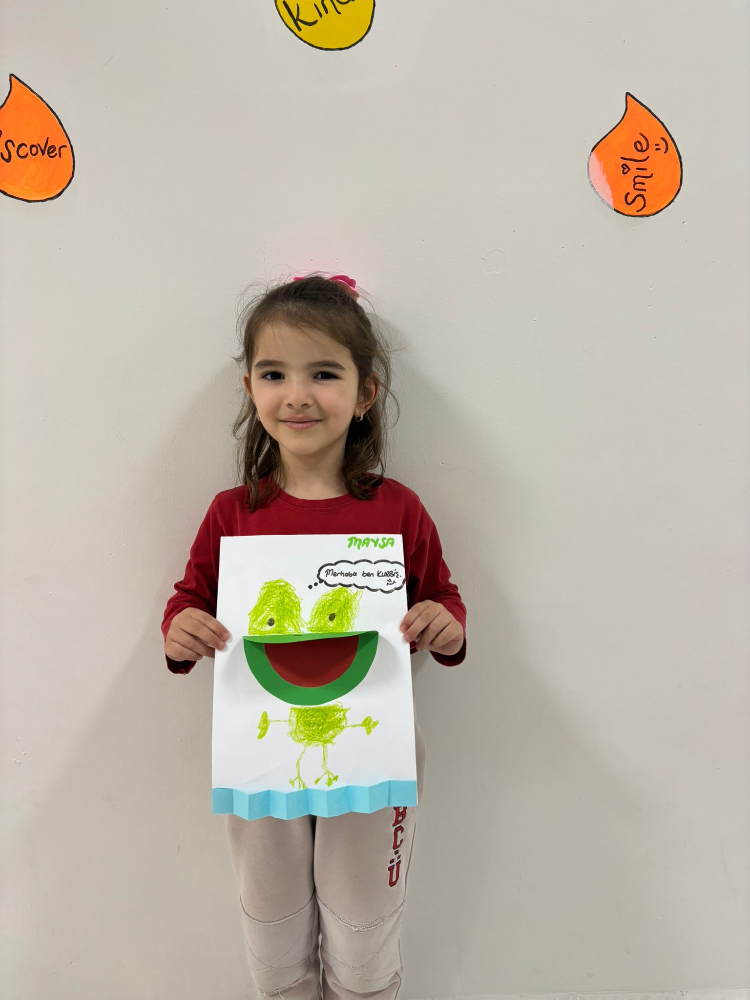 Kind
scover
Smile
MAYSA
Merhaba ben KURBİŞ.
B
C
Ü